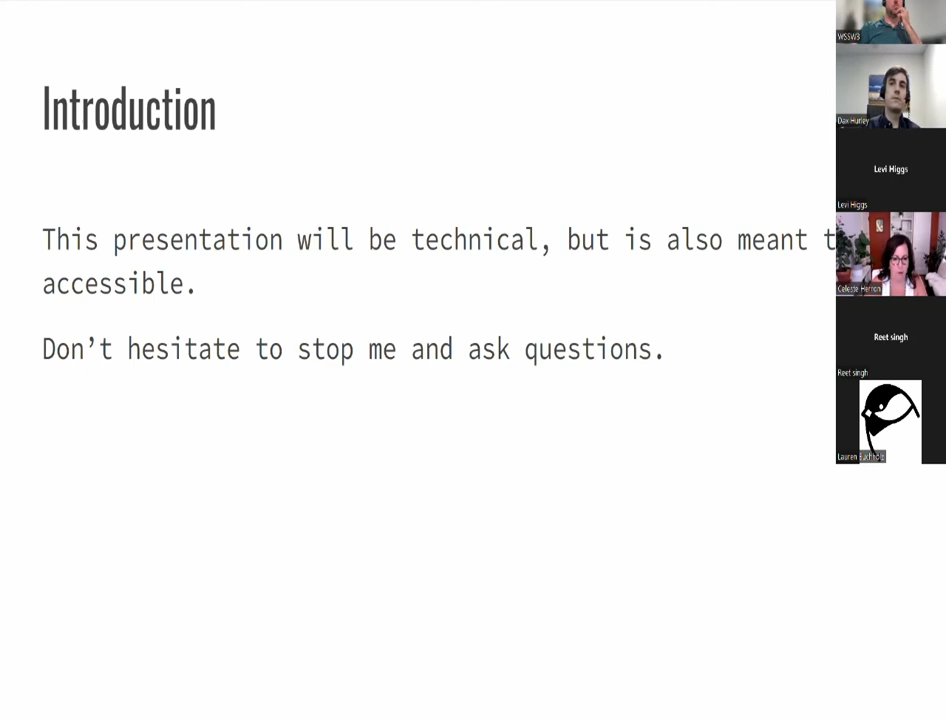 Introduction
This presentation will be technical, but is also meant
accessible.
Don’t hesitate to stop me and ask questions.
WSSW3
Dax Hurley
Levi Higgs
Levi Higgs
Celeste Herron
Reet singh
Reet singh
Lauren